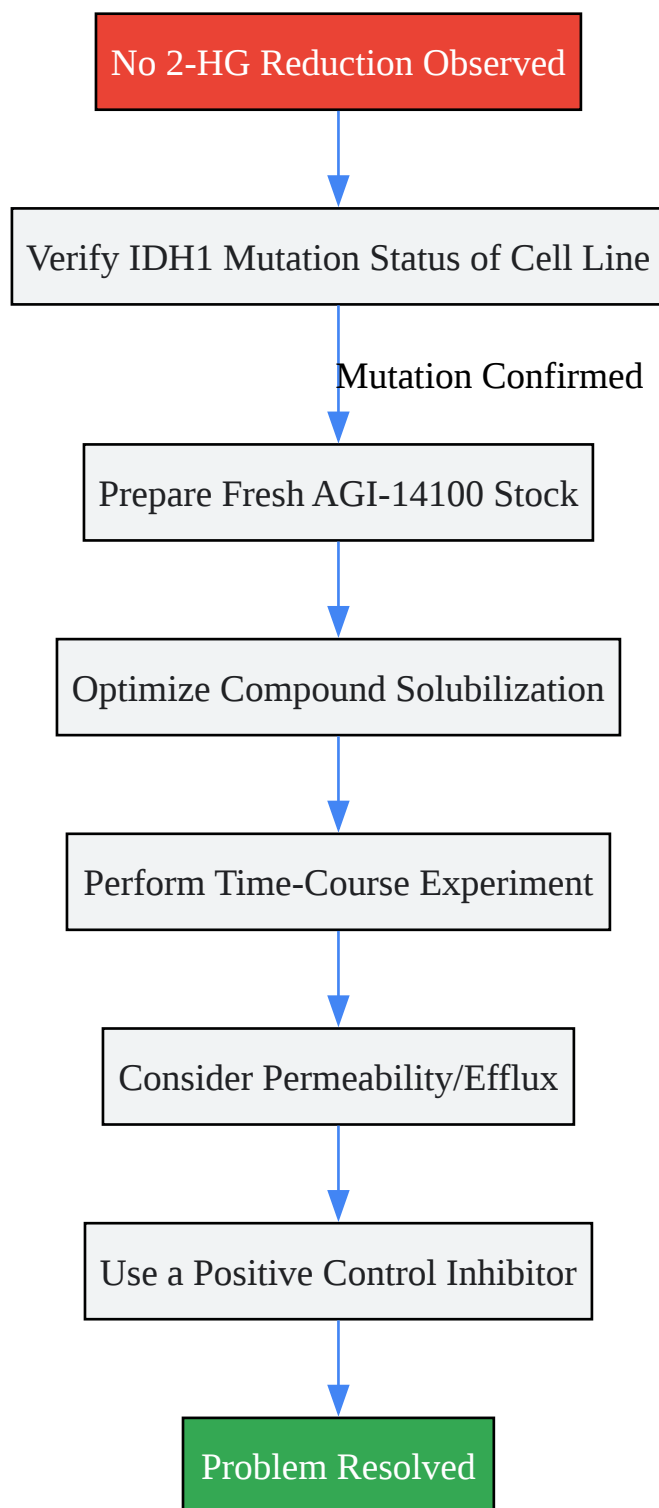 No 2-HG Reduction Observed
Verify IDH1 Mutation Status of Cell Line
Mutation Confirmed
Prepare Fresh AGI-14100 Stock
Optimize Compound Solubilization
Perform Time-Course Experiment
Consider Permeability/Efflux
Use a Positive Control Inhibitor
Problem Resolved